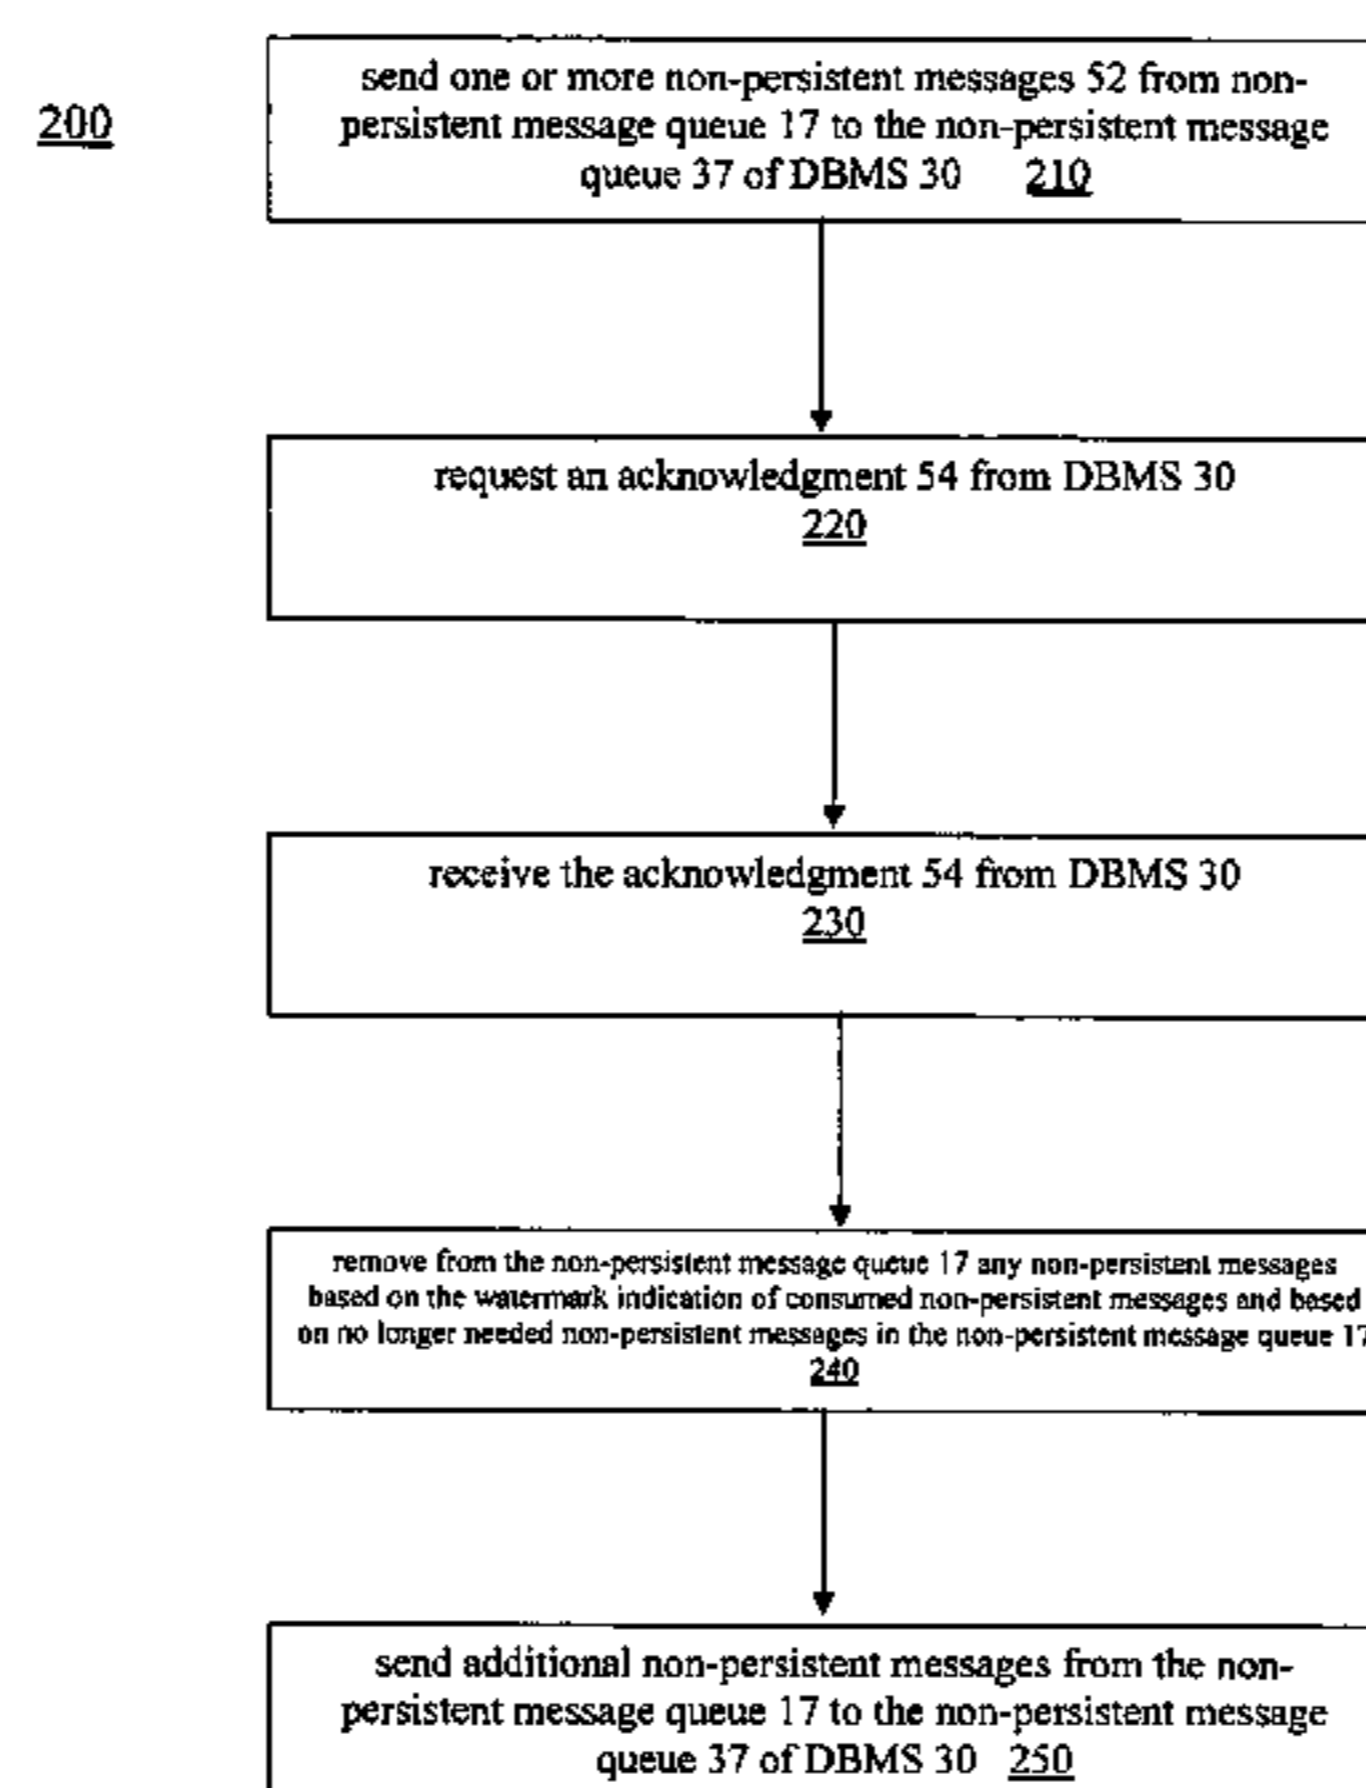 200
send one or more non-persistent messages 52 from non-
persistent message queue 17 to the non-persistent message
queue 37 of DBMS 30 210
request an acknowledgment 54 from DBMS 30
220
receive the acknowledgment 54 from DBMS 30
230
remove from the non-persistent message queue 17 any non-persistent messages
based on the watermark indication of consumed non-persistent messages and based
on no longer needed non-persistent messages in the non-persistent message queue 17
240
send additional non-persistent messages from the non-
persistent message queue 17 to the non-persistent message
queue 37 of DBMS 30 250